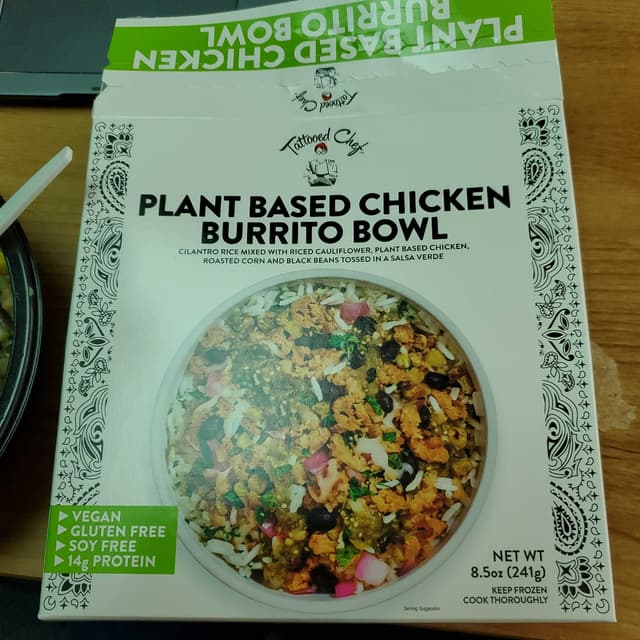 PLANT BASED CHICKEN
BURRITO BOWL
Tattooed Chef
Tattooed Chef
PLANT BASED CHICKEN
BURRITO BOWL
CILANTRO RICE MIXED WITH RICED CAULIFLOWER, PLANT BASED CHICKEN,
ROASTED CORN AND BLACK BEANS TOSSED IN A SALSA VERDE
VEGAN
GLUTEN FREE
SOY FREE
14g PROTEIN
NET WT
8.5oz (241g)
KEEP FROZEN
COOK THOROUGHLY
Serving Suggestion